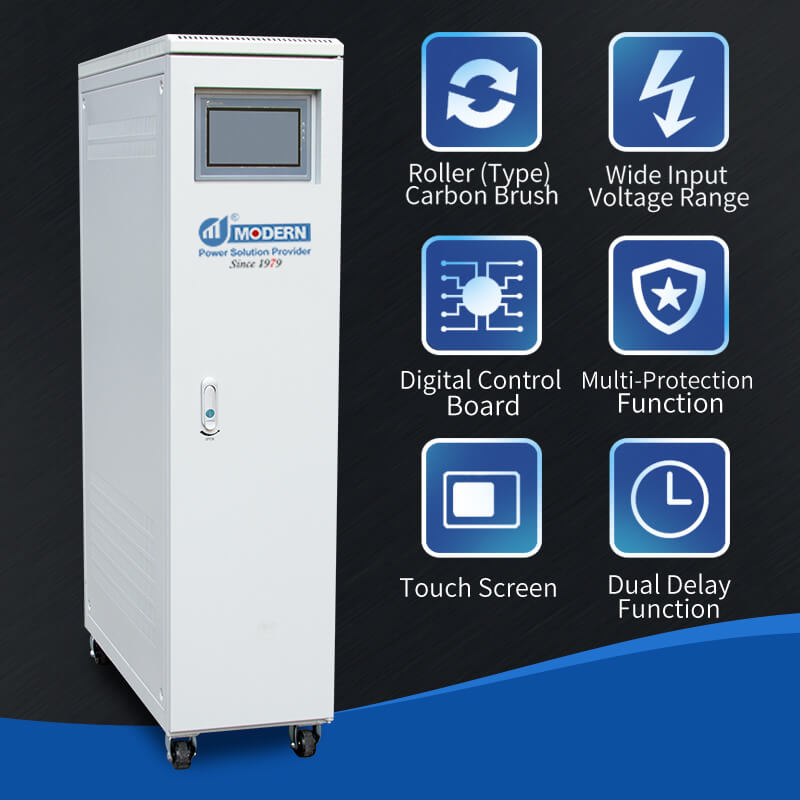 ®
MODERN
Power Solution Provider
Since 1979
Roller (Type)
Carbon Brush
Wide Input
Voltage Range
Digital Control
Board
Multi-Protection
Function
Touch Screen
Dual Delay
Function